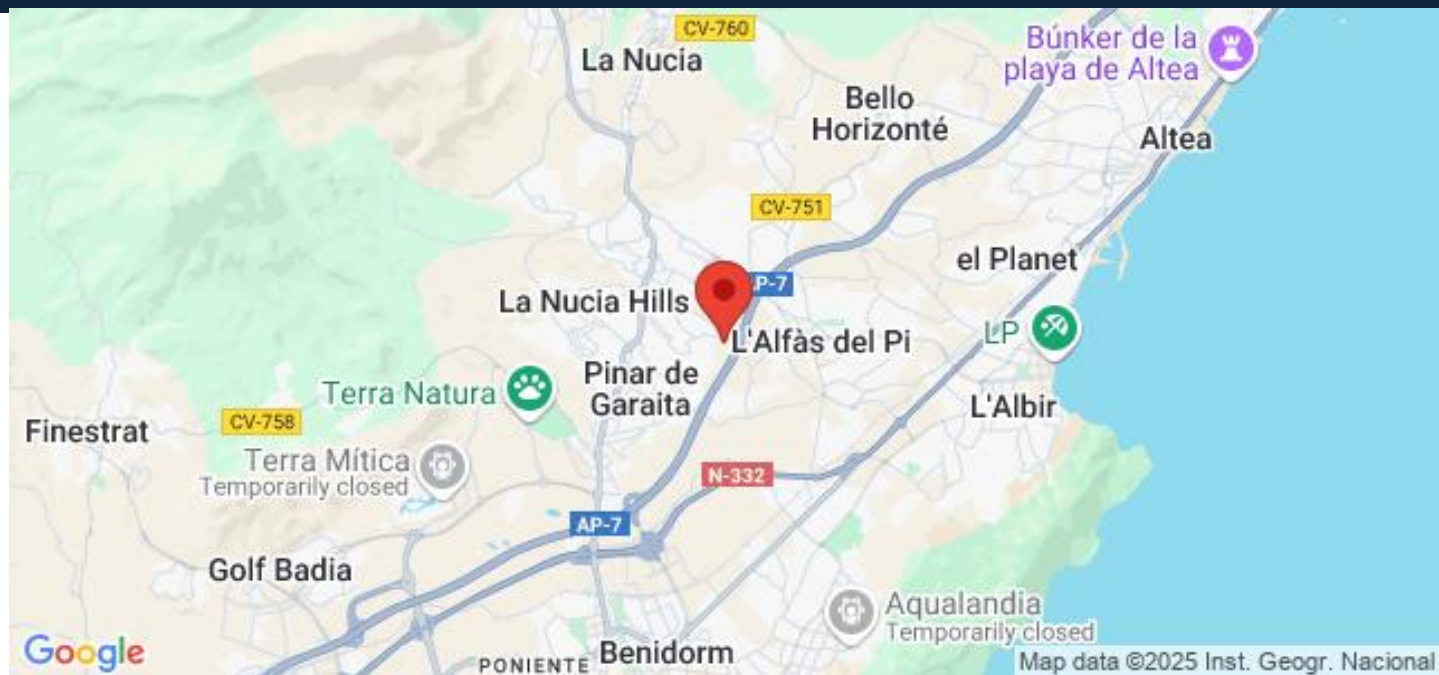 CV-760
La Nucia
Búnker de la
playa de Altea
Bello
Horizonté
Altea
CV-751
el Planet
P-7
La Nucia Hills
L'Alfàs del Pi
LP
Pinar de
Garaita
Terra Natura
L'Albir
CV-758
Finestrat
Terra Mítica
Temporarily closed
N-332
AP-7
Golf Badia
Aqualandia
Temporarily closed
Google
PONIENTE
Benidorm
Map data ©2025 Inst. Geogr. Nacional